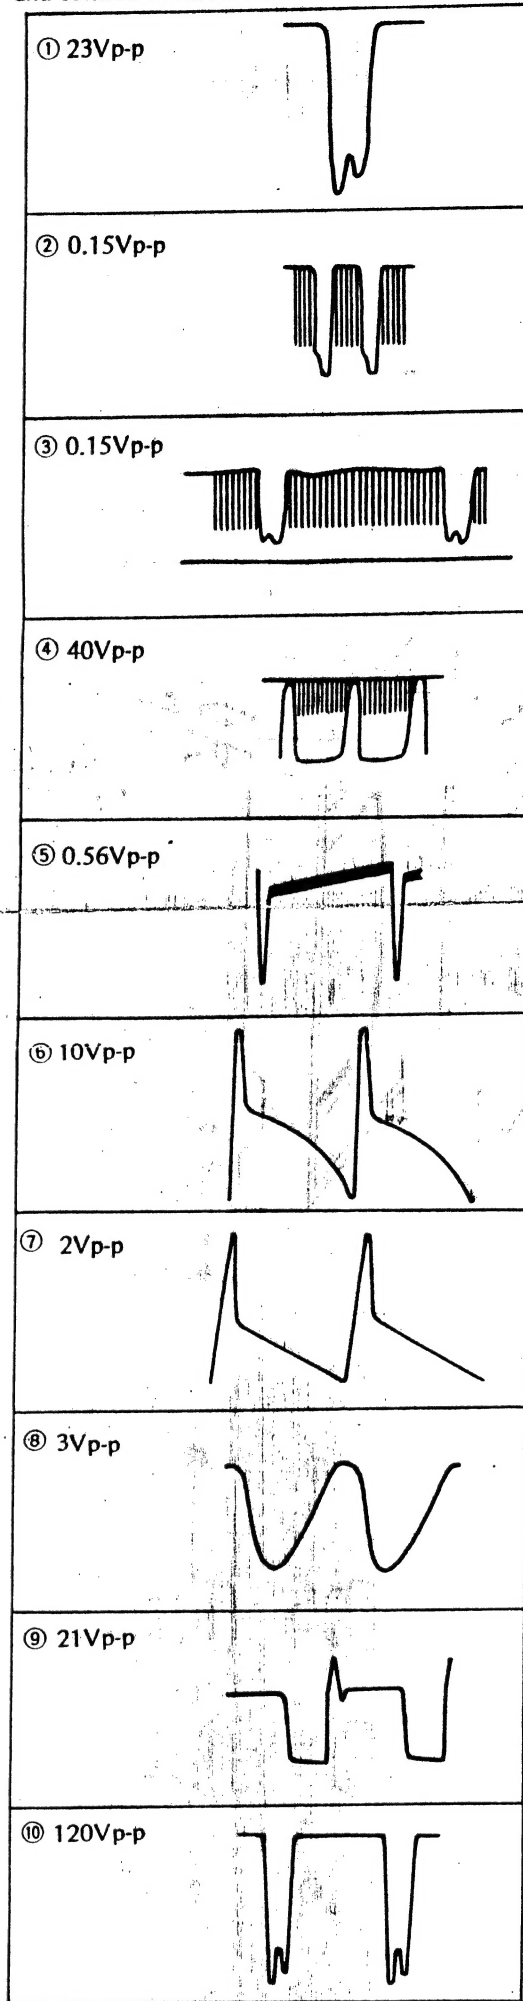 ① 23Vp-p
② 0.15Vp-p
③ 0.15Vp-p
④ 40Vp-p
⑤ 0.56Vp-p
⑥ 10Vp-p
⑦ 2Vp-p
⑧ 3Vp-p
⑨ 21Vp-p
⑩ 120Vp-p